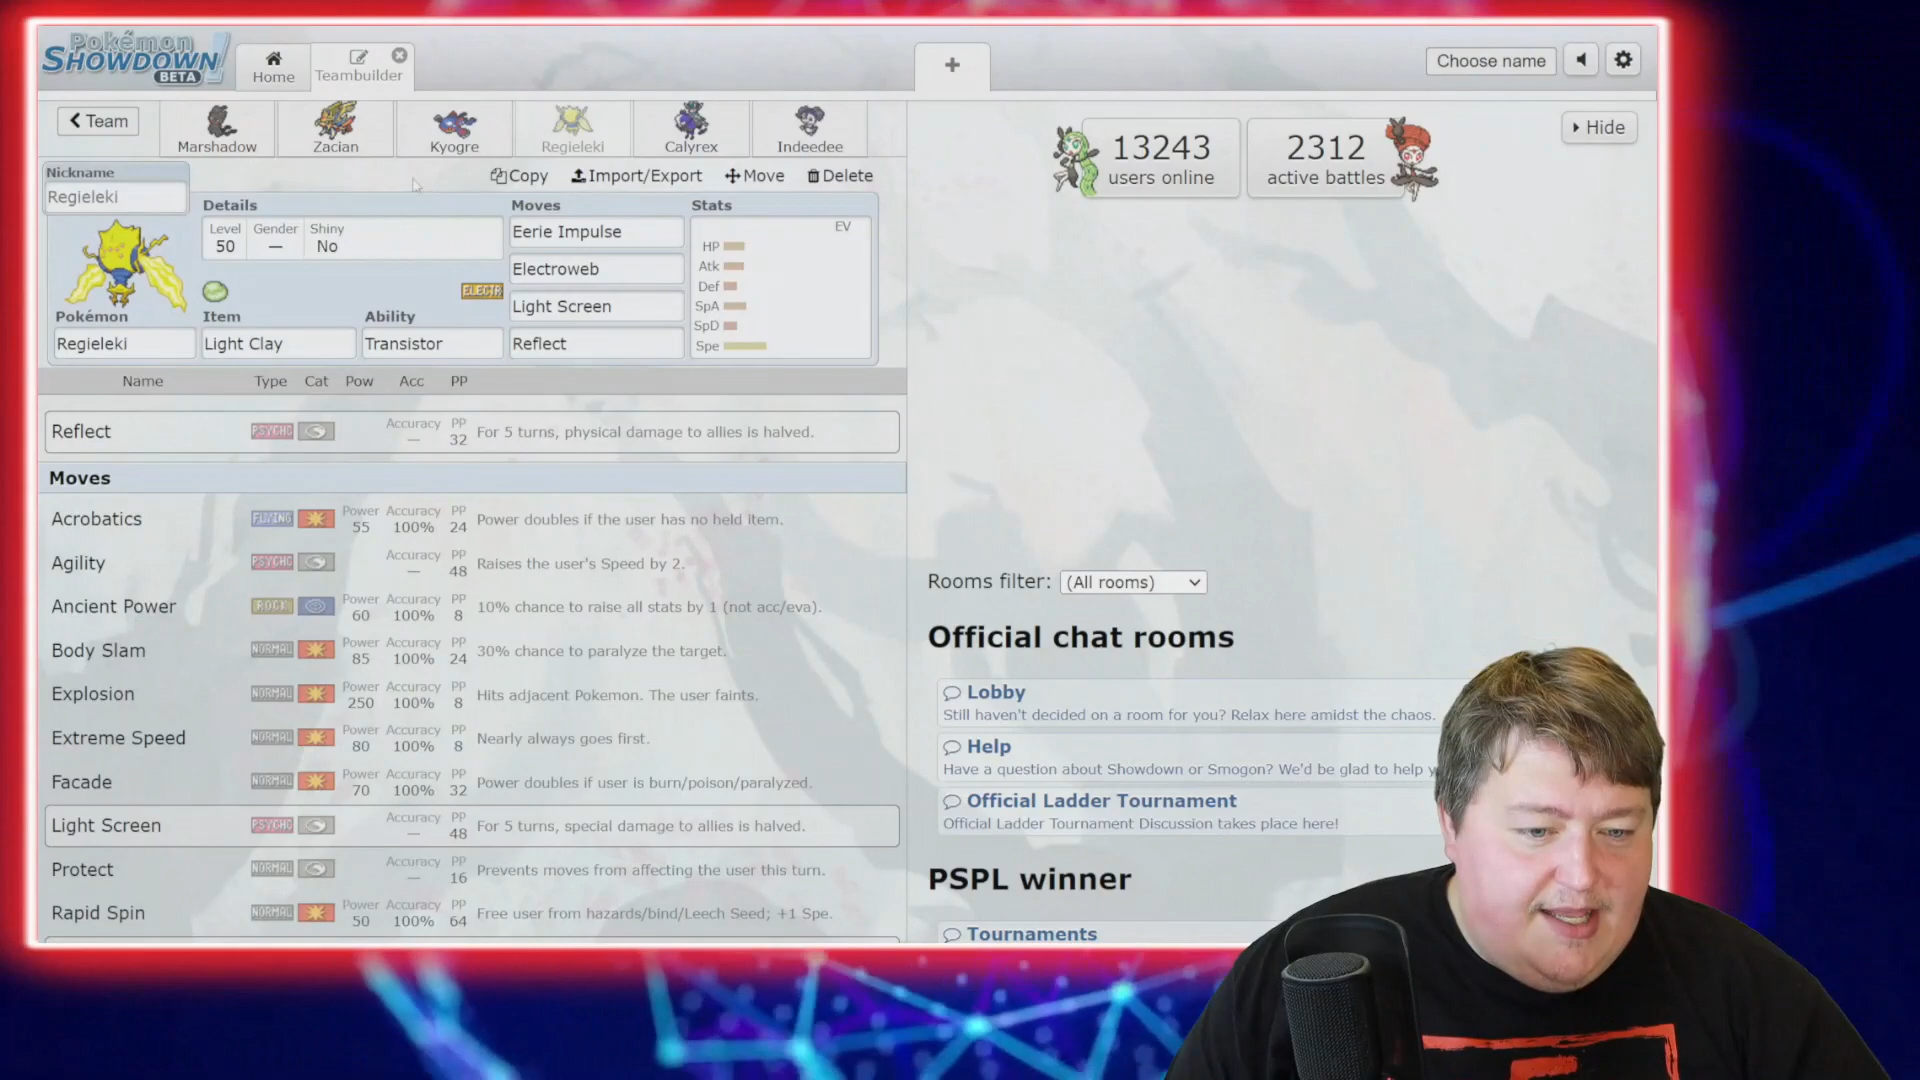 Pokémon
SHOWDOWN!
BETA
Home
Teambuilder
+
Choose name
Team
Marshadow
Zacian
Kyogre
Regieleki
Calyrex
Indeedee
Nickname
Regieleki
Copy
Import/Export
Move
Delete
Details
Moves
Stats
Level
Gender
Shiny
50
—
No
Eerie Impulse
Electroweb
Light Screen
Reflect
EV
HP
Atk
Def
SpA
SpD
Spe
ELECTR
Pokémon
Item
Ability
Regieleki
Light Clay
Transistor
Name Type Cat Pow Acc PP
Reflect PSYCHC Accuracy — PP 32 For 5 turns, physical damage to allies is halved.
Moves
Acrobatics FLYING Power 55 Accuracy 100% PP 24 Power doubles if the user has no held item.
Agility PSYCHC Accuracy — PP 48 Raises the user's Speed by 2.
Ancient Power ROCK Power 60 Accuracy 100% PP 8 10% chance to raise all stats by 1 (not acc/eva).
Body Slam NORMAL Power 85 Accuracy 100% PP 24 30% chance to paralyze the target.
Explosion NORMAL Power 250 Accuracy 100% PP 8 Hits adjacent Pokemon. The user faints.
Extreme Speed NORMAL Power 80 Accuracy 100% PP 8 Nearly always goes first.
Facade NORMAL Power 70 Accuracy 100% PP 32 Power doubles if user is burn/poison/paralyzed.
Light Screen PSYCHC Accuracy — PP 48 For 5 turns, special damage to allies is halved.
Protect NORMAL Accuracy — PP 16 Prevents moves from affecting the user this turn.
Rapid Spin NORMAL Power 50 Accuracy 100% PP 64 Free user from hazards/bind/Leech Seed; +1 Spe.
13243
users online
2312
active battles
Hide
Rooms filter: (All rooms)
Official chat rooms
Lobby
Still haven't decided on a room for you? Relax here amidst the chaos.
Help
Have a question about Showdown or Smogon? We'd be glad to help y
Official Ladder Tournament
Official Ladder Tournament Discussion takes place here!
PSPL winner
Tournaments